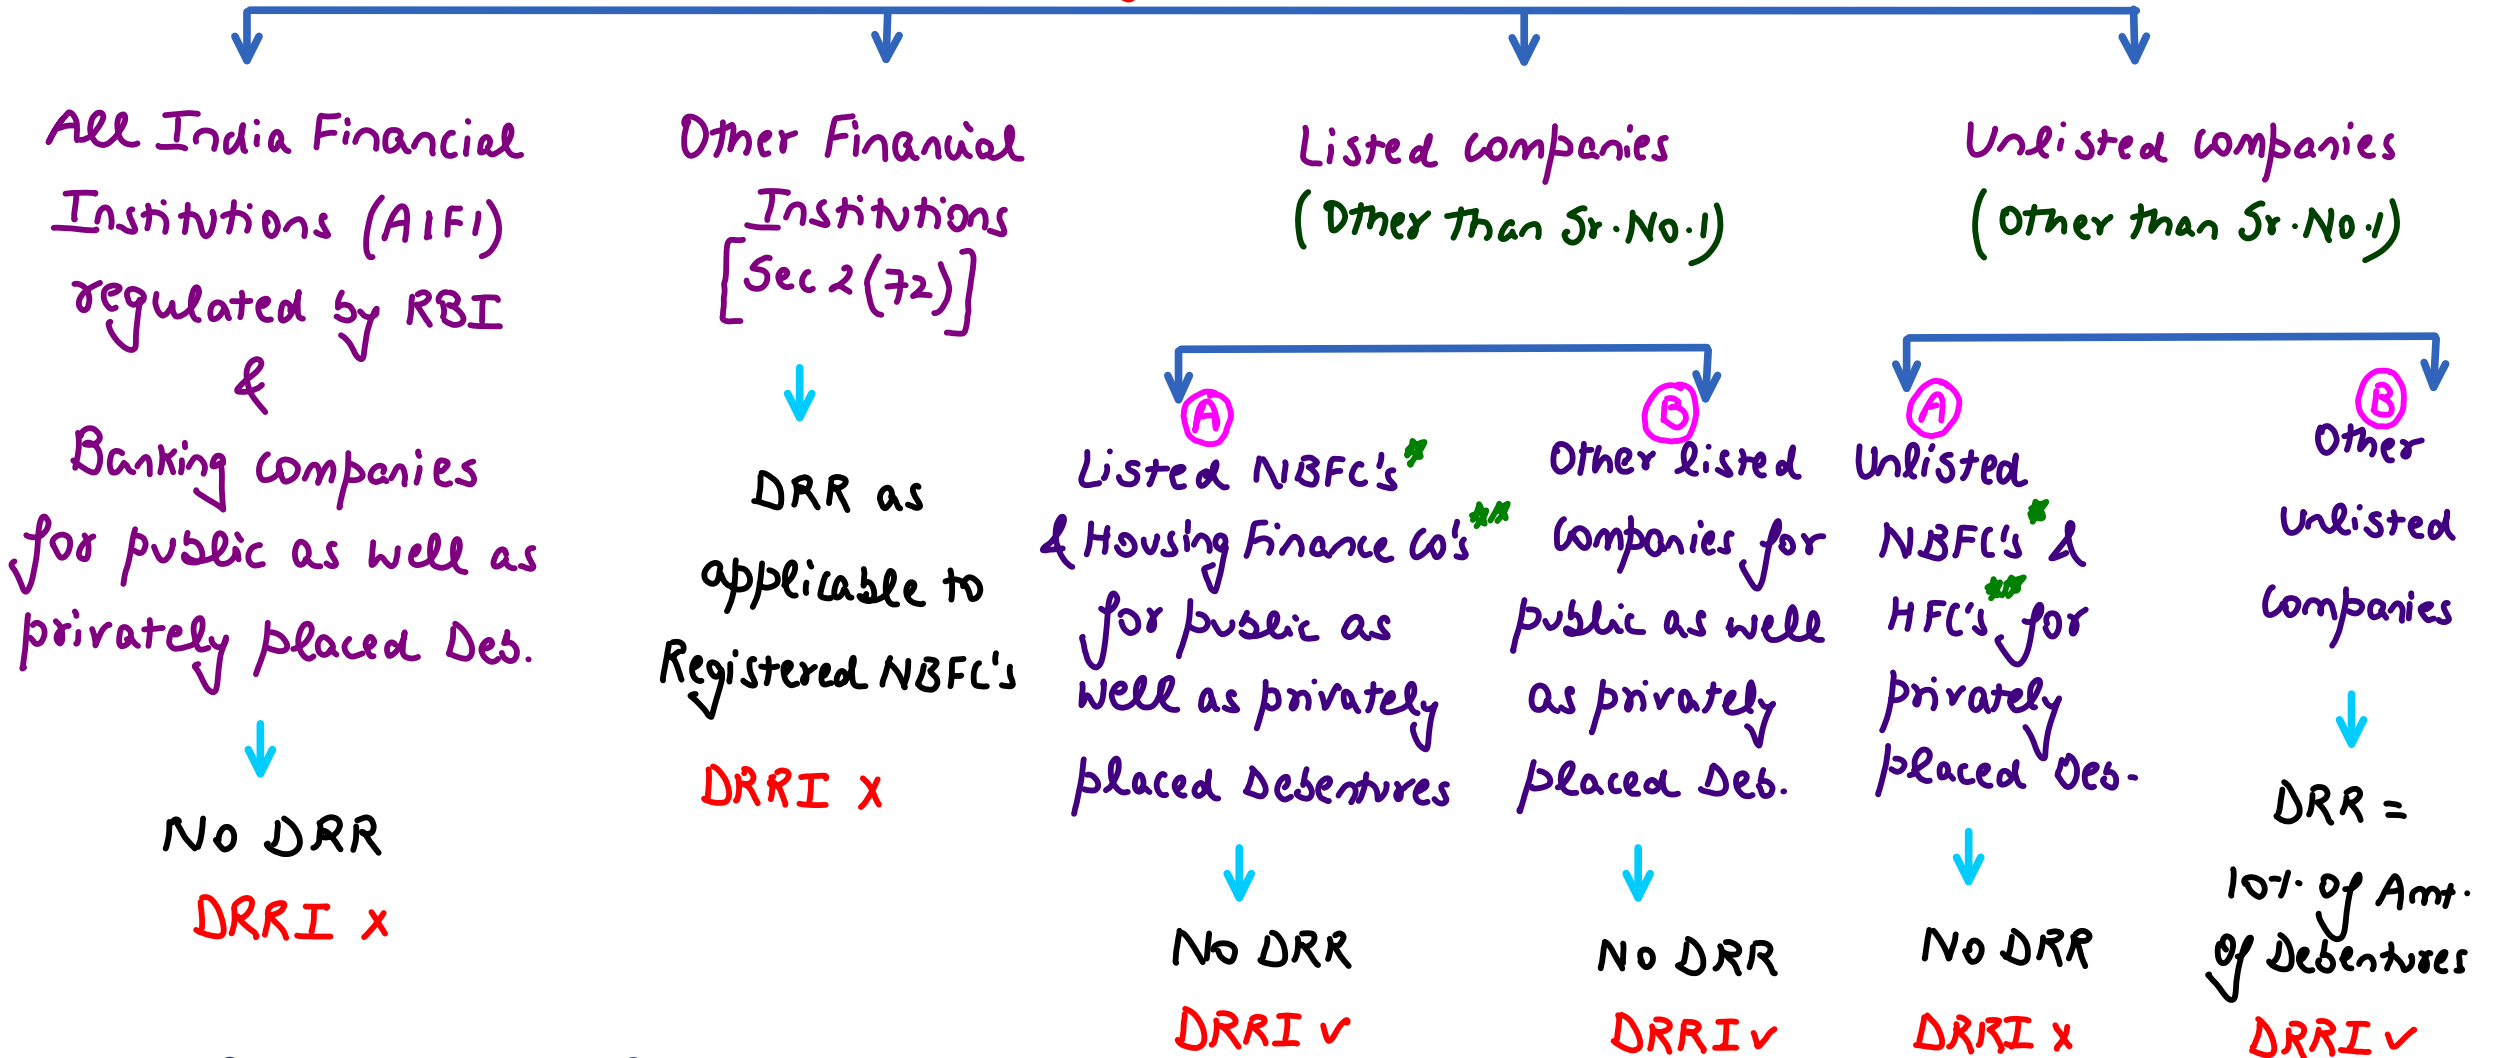 All India Financial
Institutions (AIFI)
regulated by RBI
&
Banking Companies
for public as well as
privately placed Deb.
No DRR
DRRI x
Other Financial
Institutions
[Sec 2(72)]
DRR as
applicable to
Registered NBFC's
DRRI x
Listed companies
(Other than Sr. No. 1)
A
Listed NBSFC's*
& Housing Finance Co's**
for public as
well as privately
placed Debentures
No DRR
DRRI ✓
B
Other listed
Companies for
public as well
as privately
placed Deb.
No DRR
DRRI ✓
Unlisted Companies
(Other than Sr. No. 1)
A
Unlisted
NBFC's* &
HFCs** for
privately
placed Deb.
No DRR
DRRI x
B
Other
unlisted
companies
DRR =
10% of Amt.
of Debentures
DRRI ✓